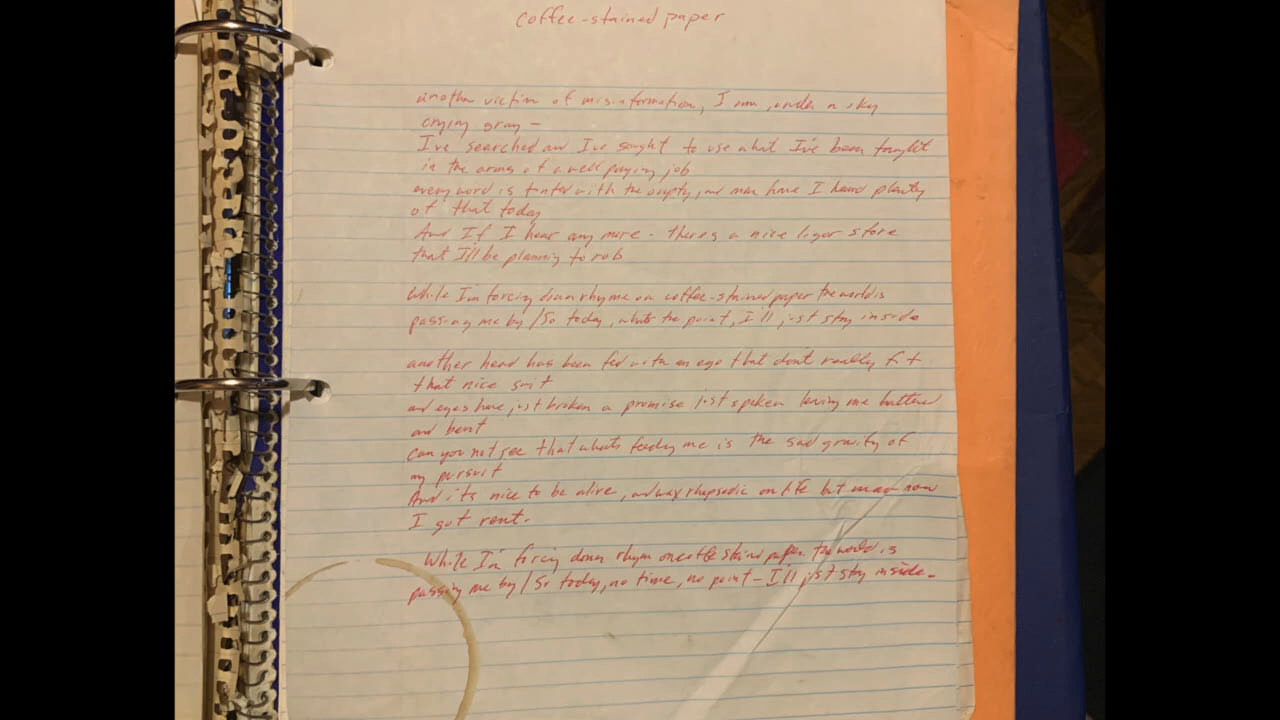 coffee-stained paper
another victim of misinformation, I am, under a sky
crying gray -
I've searched and I've sought to use what I've been taught
in the arms of a well paying job
every word is tinted with the empty, and man have I heard plenty
of that today
And If I hear any more - theres a nice liqor store
that I'll be planning to rob
While I'm forcing down rhyme on coffee-stained paper the world is
passing me by / So today, whats the point, I'll just stay inside
another head has been fed with an ego that don't really fit
that nice suit
and eyes have just broken a promise just spoken leaving me battered
and bent
can you not see that whats feeding me is the sad gravity of
my pursuit
And its nice to be alive, and wax rhapsodic on life but man now
I got rent.
While I'm forcing down rhym on coffee stained paper the world is
passing me by / So today, no time, no point - I'll just stay inside.